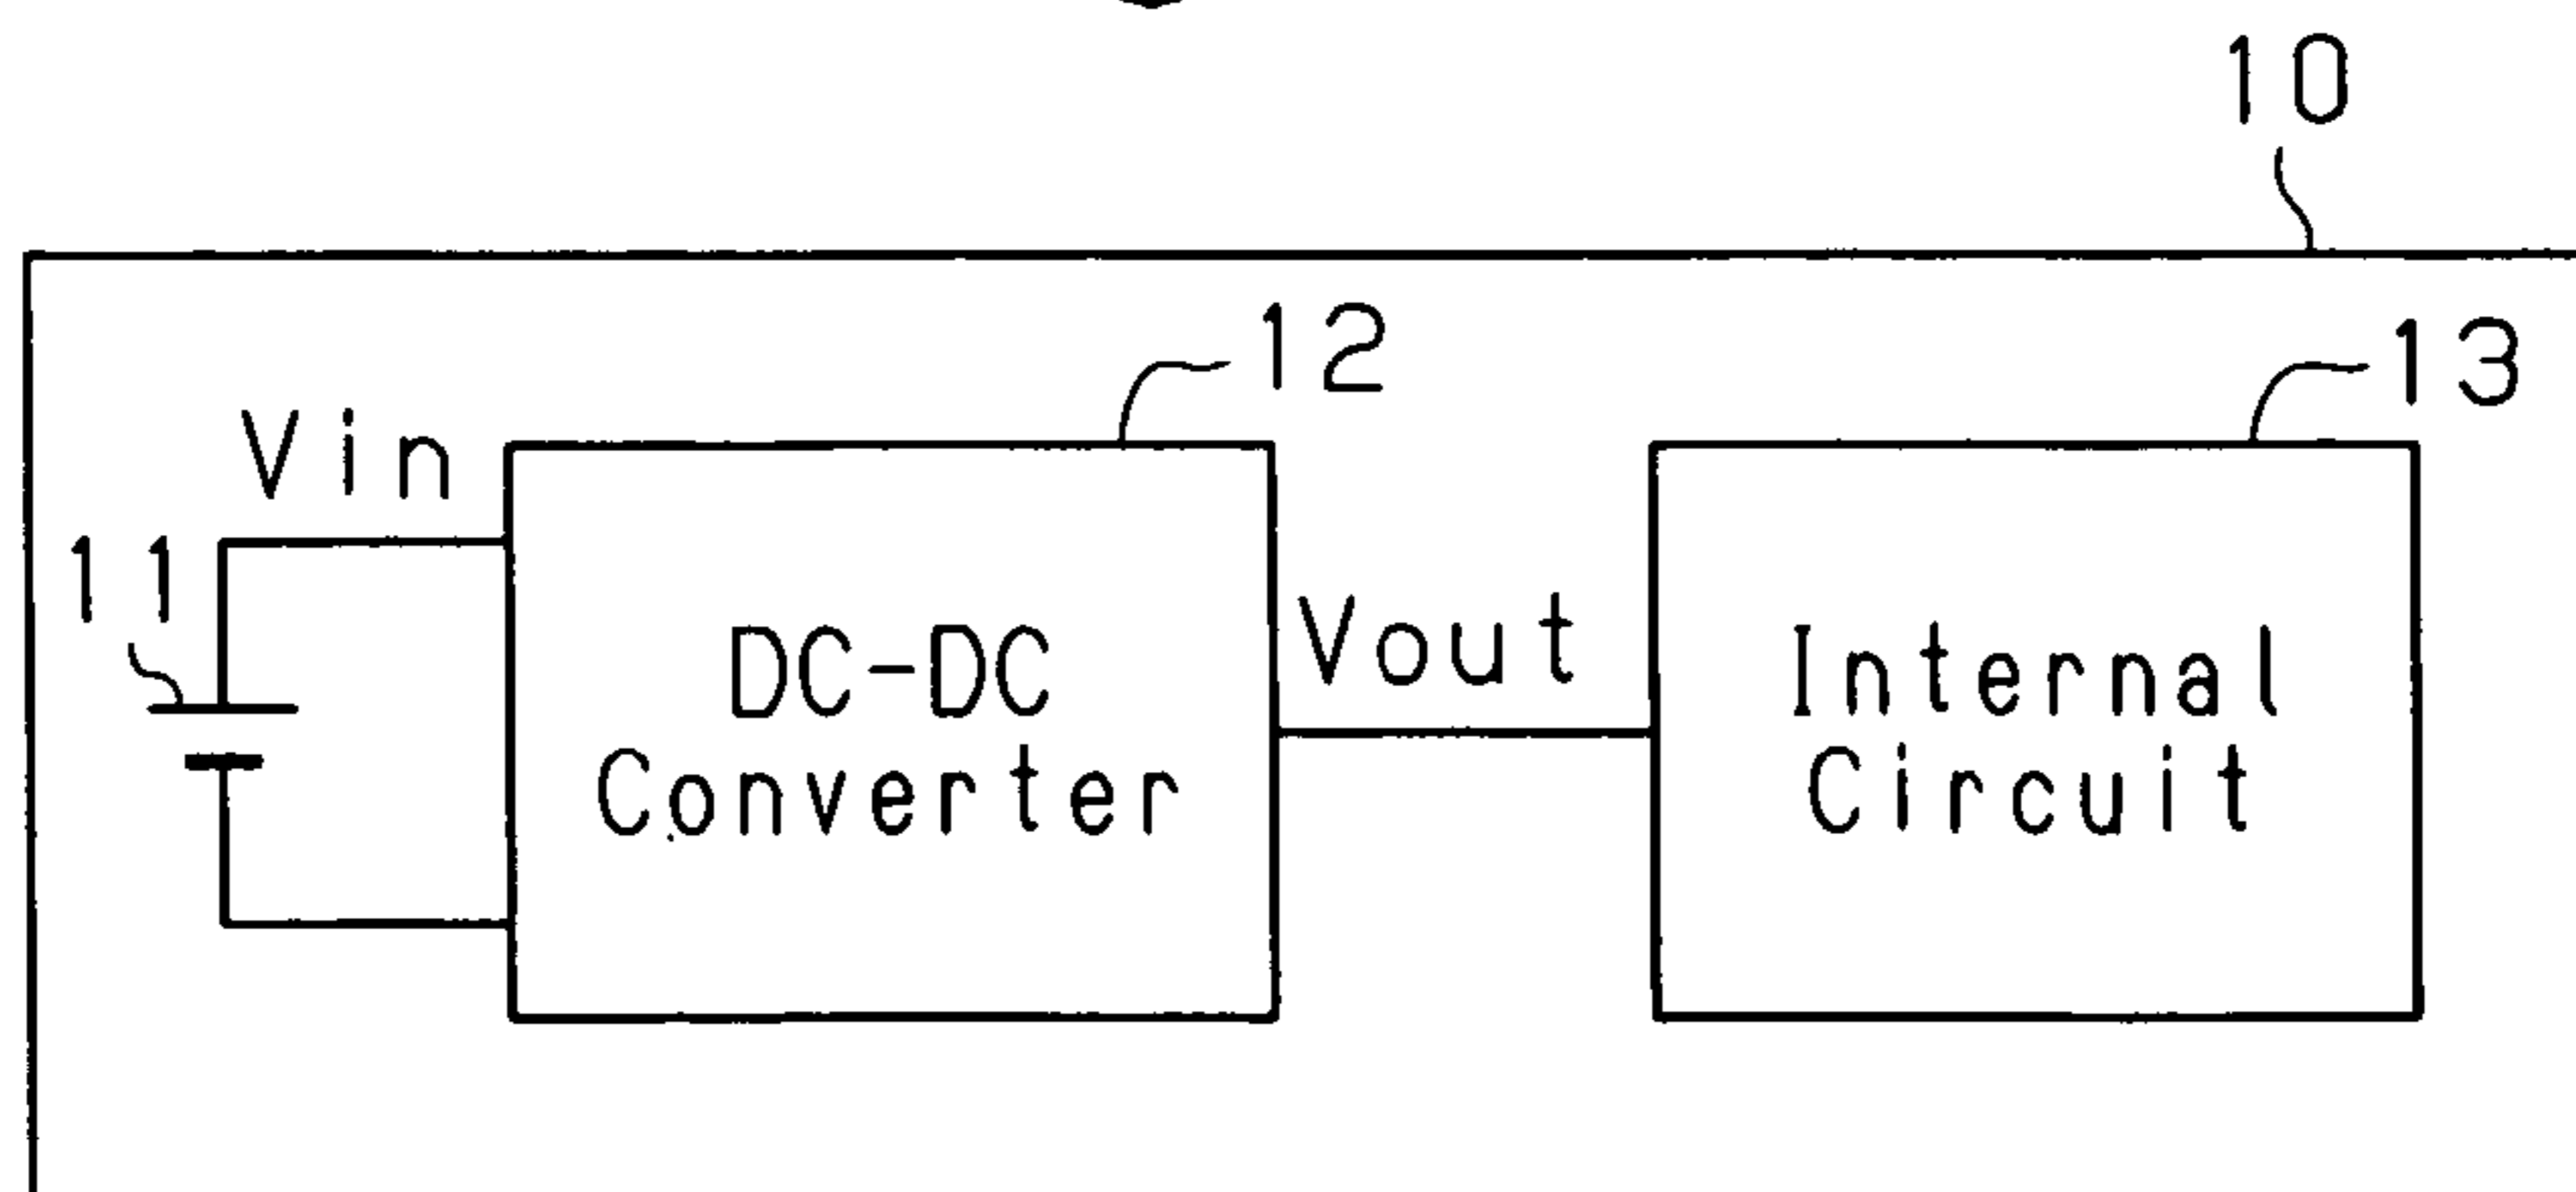 10
12
13
Vin
11
DC-DC
Converter
Vout
Internal
Circuit